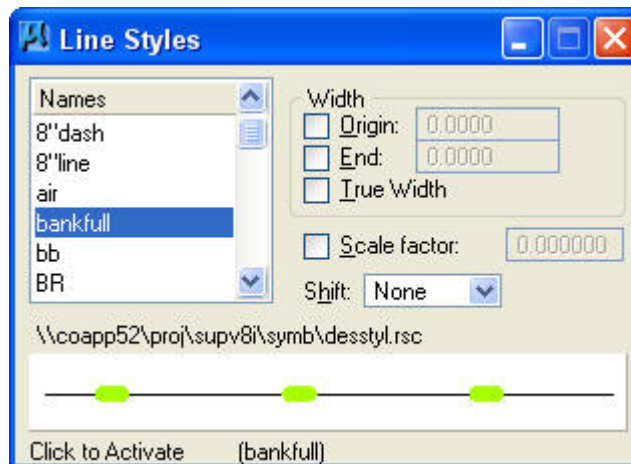 Line Styles
Names
8"dash
8"line
air
bankfull
bb
BR
Width
Origin: 0.0000
End: 0.0000
True Width
Scale factor: 0.000000
Shift: None
\\coapp52\proj\supv8i\symb\desstyl.rsc
Click to Activate (bankfull)